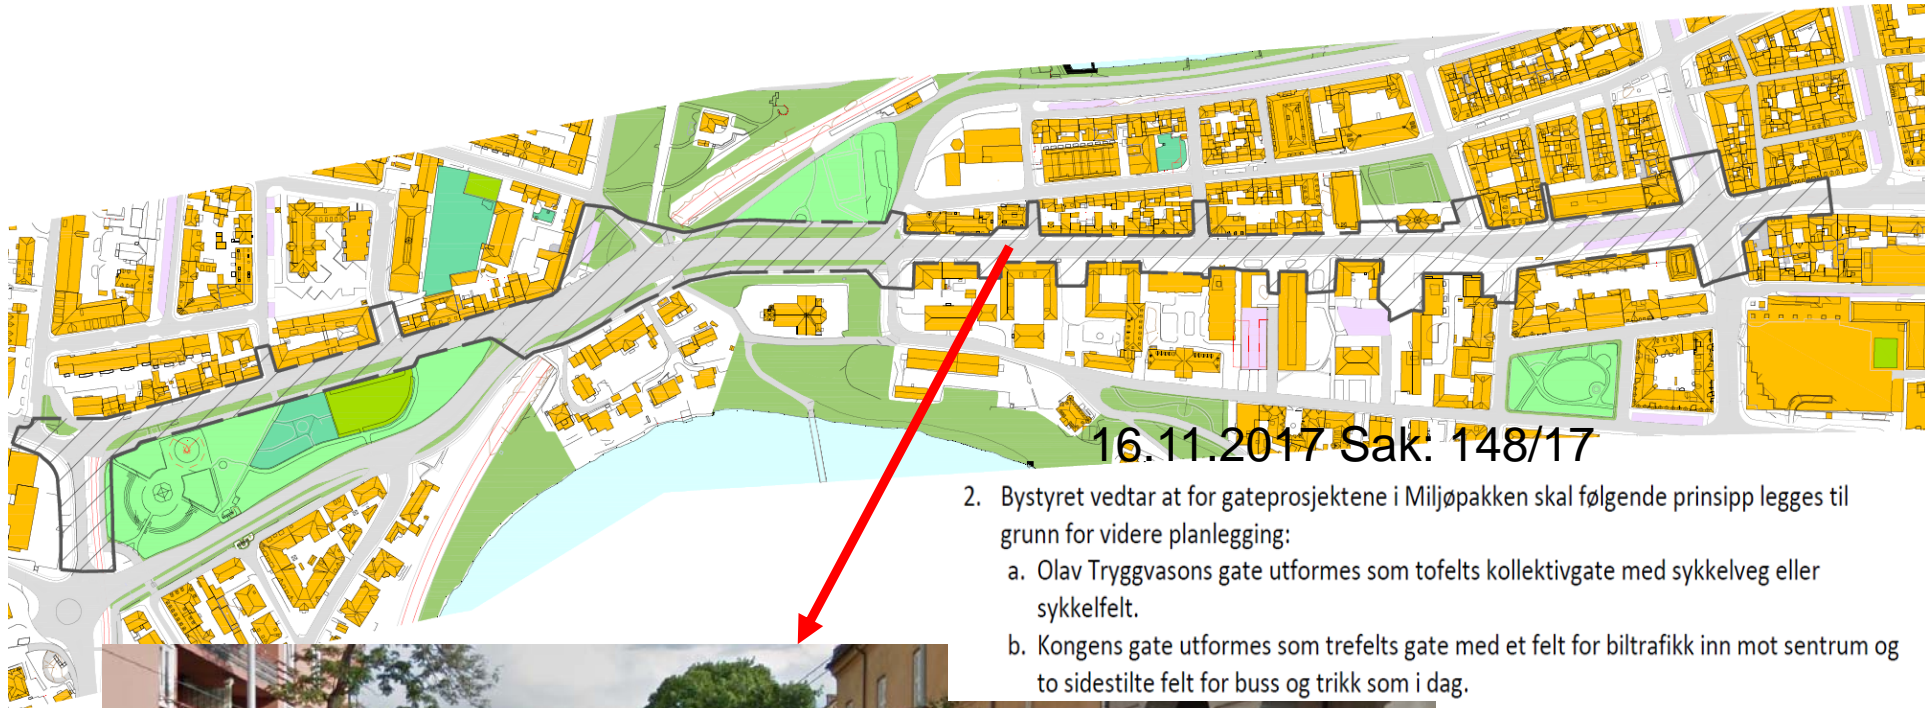 16.11.2017 Sak: 148/17
2. Bystyret vedtar at for gateprosjektene i Miljøpakken skal følgende prinsipp legges til
grunn for videre planlegging:
a. Olav Tryggvasons gate utformes som tofelts kollektivgate med sykkelveg eller
sykkelfelt.
b. Kongens gate utformes som trefelts gate med et felt for biltrafikk inn mot sentrum og
to sidestilte felt for buss og trikk som i dag.